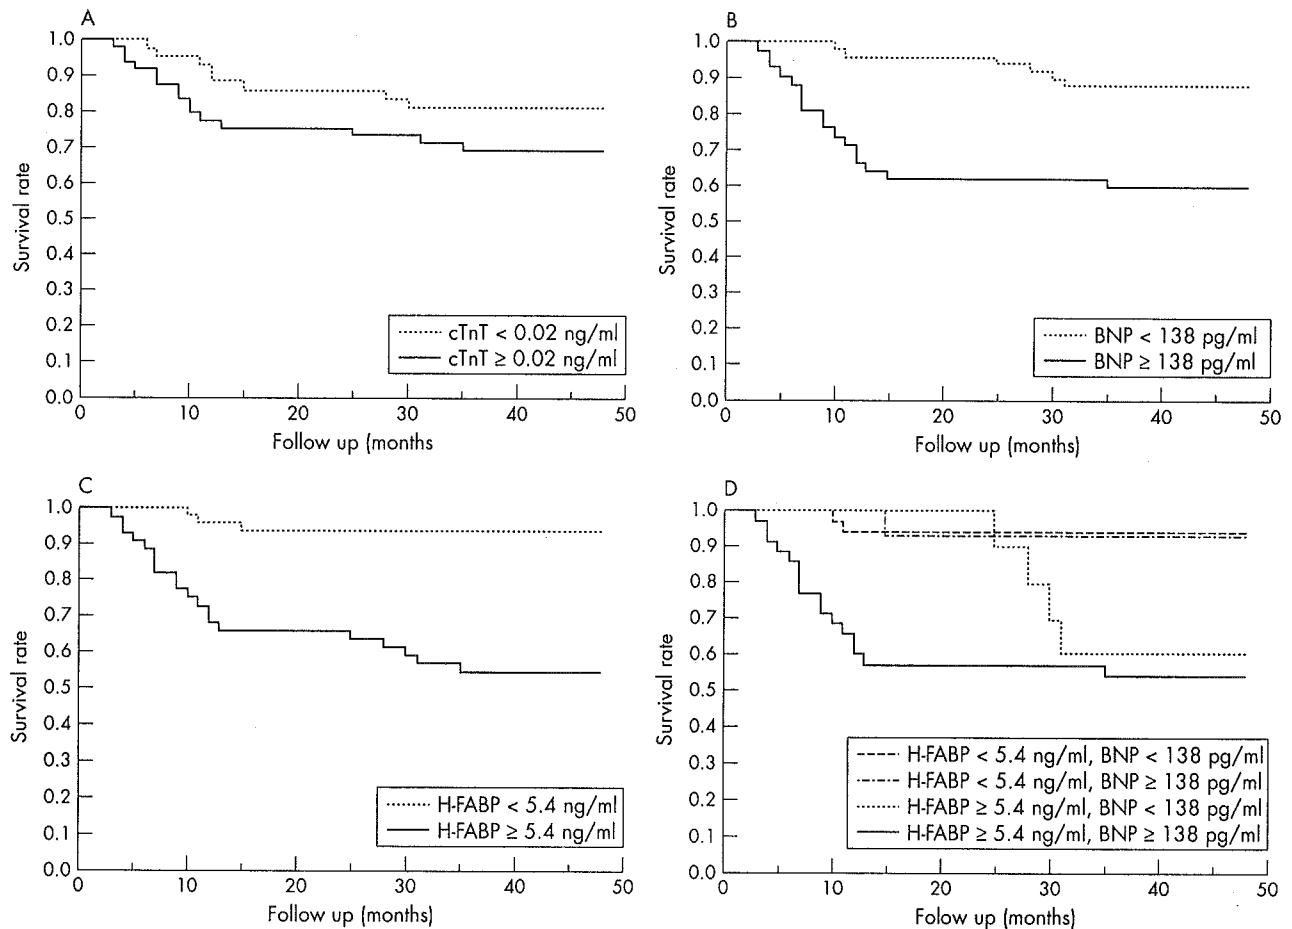 A
1.0
0.9
0.8
0.7
0.6
0.5
0.4
0.3
0.2
0.1
0.0
Survival rate
cTnT < 0.02 ng/ml
cTnT ≥ 0.02 ng/ml
0 10 20 30 40 50
Follow up (months
B
1.0
0.9
0.8
0.7
0.6
0.5
0.4
0.3
0.2
0.1
0.0
Survival rate
BNP < 138 pg/ml
BNP ≥ 138 pg/ml
0 10 20 30 40 50
Follow up (months)
C
1.0
0.9
0.8
0.7
0.6
0.5
0.4
0.3
0.2
0.1
0.0
Survival rate
H-FABP < 5.4 ng/ml
H-FABP ≥ 5.4 ng/ml
0 10 20 30 40 50
Follow up (months)
D
1.0
0.9
0.8
0.7
0.6
0.5
0.4
0.3
0.2
0.1
0.0
Survival rate
H-FABP < 5.4 ng/ml, BNP < 138 pg/ml
H-FABP < 5.4 ng/ml, BNP ≥ 138 pg/ml
H-FABP ≥ 5.4 ng/ml, BNP < 138 pg/ml
H-FABP ≥ 5.4 ng/ml, BNP ≥ 138 pg/ml
0 10 20 30 40 50
Folow up (months)